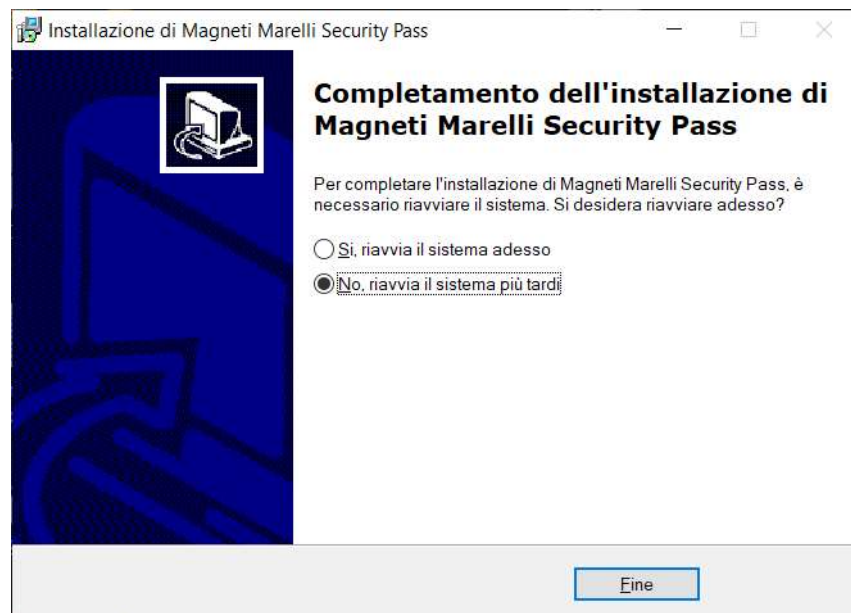 Installazione di Magneti Marelli Security Pass
Completamento dell'installazione di
Magneti Marelli Security Pass
Per completare l'installazione di Magneti Marelli Security Pass, è
necessario riavviare il sistema. Si desidera riavviare adesso?
Si, riavvia il sistema adesso
No, riavvia il sistema più tardi
Fine